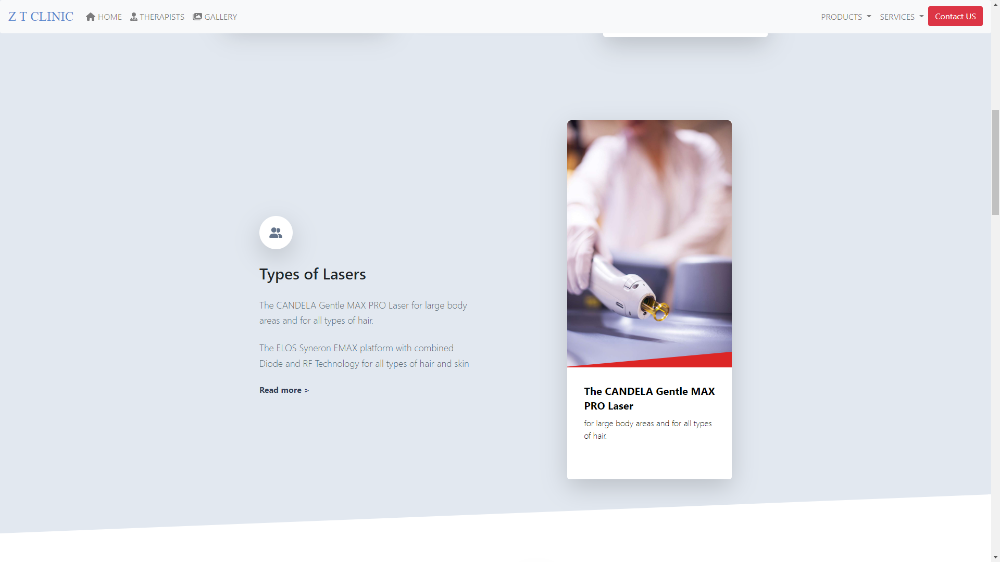 Z T CLINIC
HOME
THERAPISTS
GALLERY
PRODUCTS
SERVICES
Contact US
Types of Lasers
The CANDELA Gentle MAX PRO Laser for large body
areas and for all types of hair.
The ELOS Syneron EMAX platform with combined
Diode and RF Technology for all types of hair and skin
Read more >
The CANDELA Gentle MAX
PRO Laser
for large body areas and for all types
of hair.